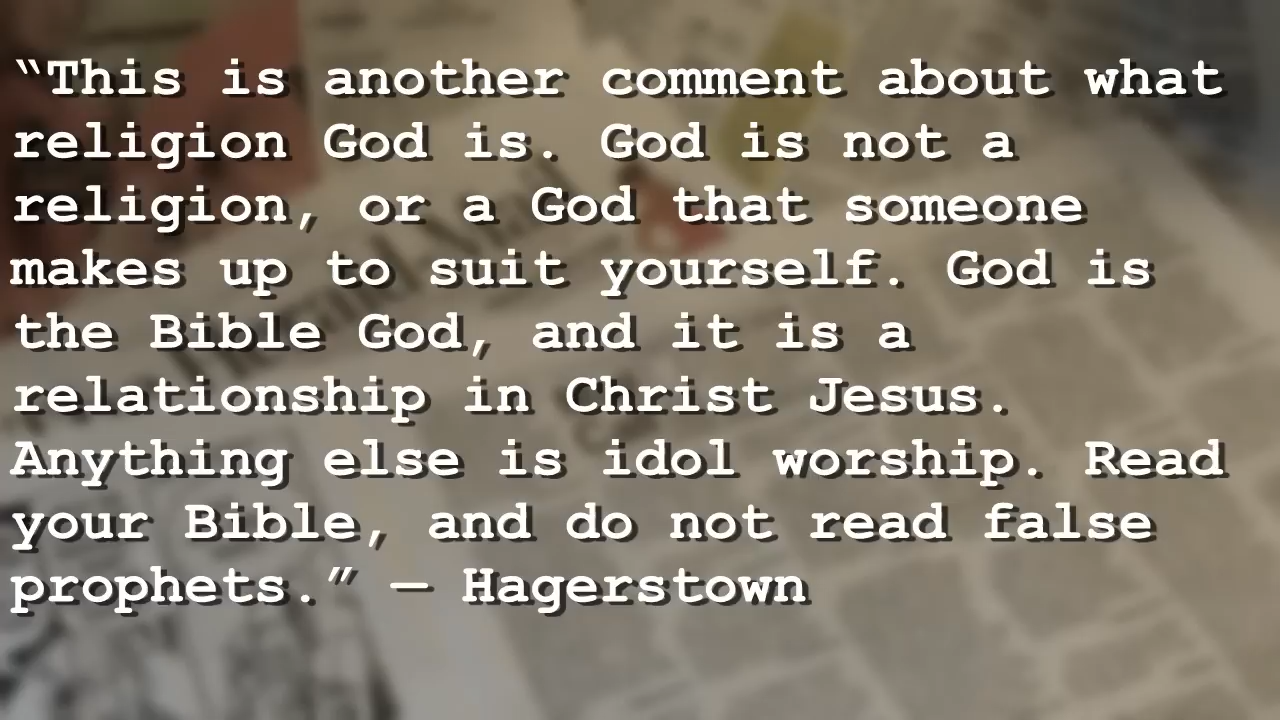 “This is another comment about what
religion God is. God is not a
religion, or a God that someone
makes up to suit yourself. God is
the Bible God, and it is a
relationship in Christ Jesus.
Anything else is idol worship. Read
your Bible, and do not read false
prophets.” — Hagerstown